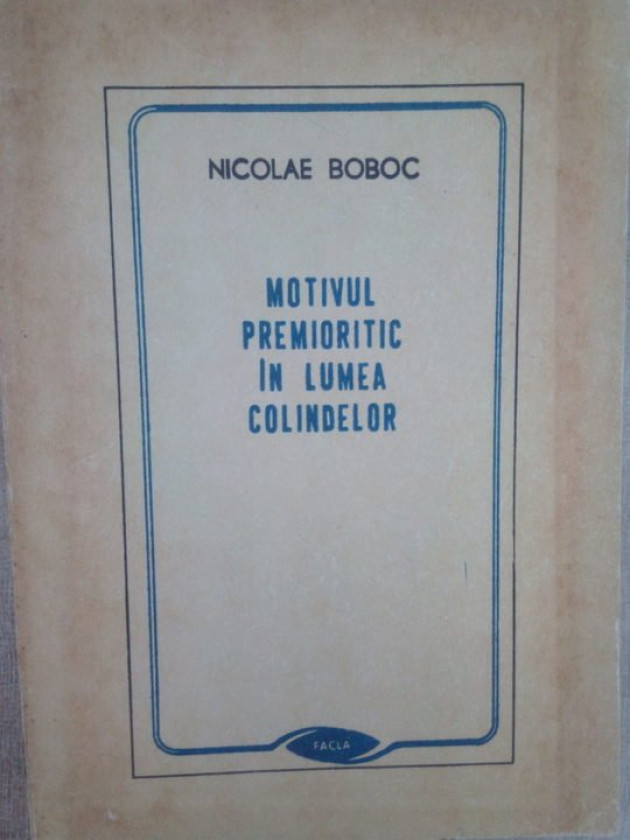 NICOLAE BOBOC
MOTIVUL
PREMIORITIC
ÎN LUMEA
COLINDELOR
FACLA